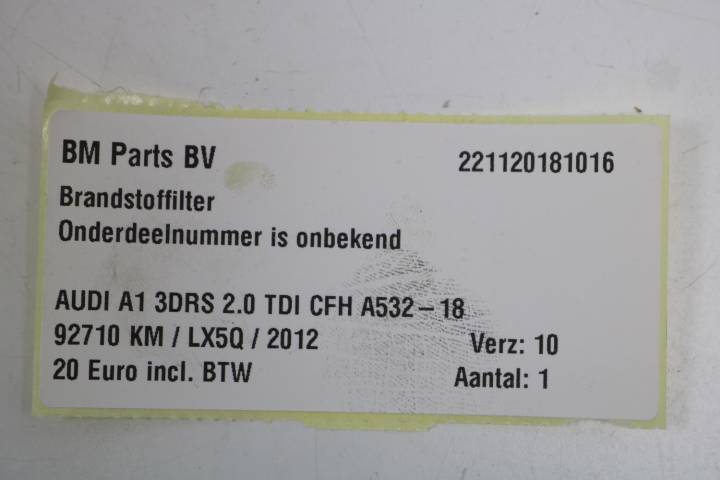 BM Parts BV 221120181016
Brandstoffilter
Onderdeelnummer is onbekend
AUDI A1 3DRS 2.0 TDI CFH A532-18
92710 KM / LX5Q / 2012 Verz: 10
20 Euro incl. BTW Aantal: 1